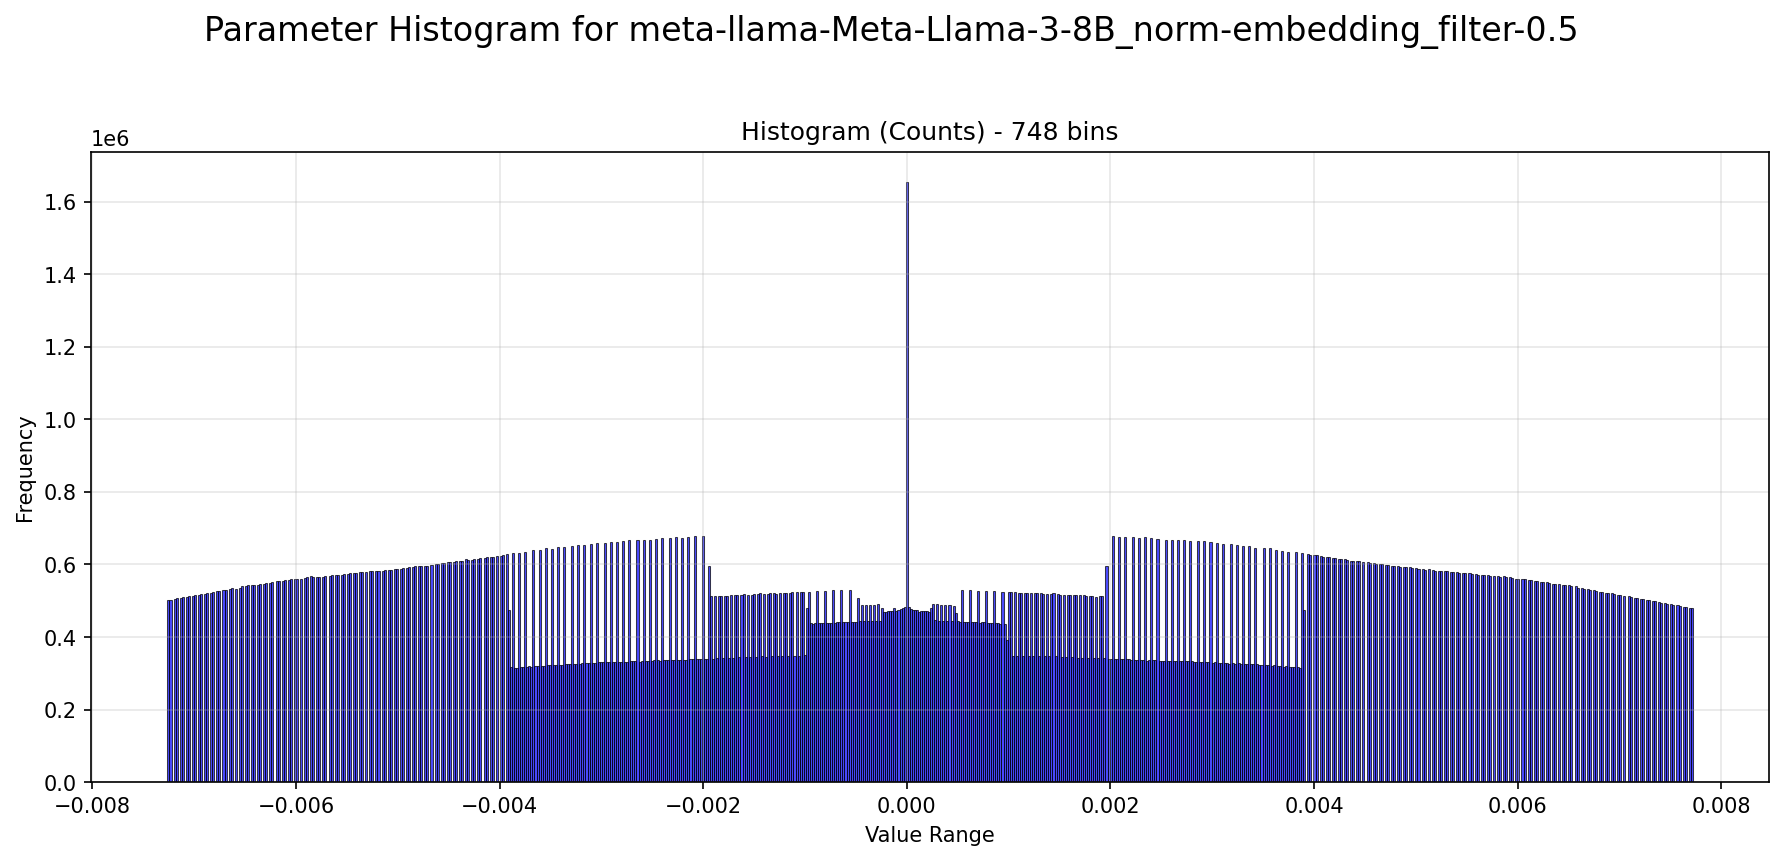 Parameter Histogram for meta-llama-Meta-Llama-3-8B_norm-embedding_filter-0.5
Histogram (Counts) - 748 bins
1e6
1.6
1.4
1.2
1.0
0.8
0.6
0.4
0.2
0.0
Frequency
−0.008 −0.006 −0.004 −0.002 0.000 0.002 0.004 0.006 0.008
Value Range